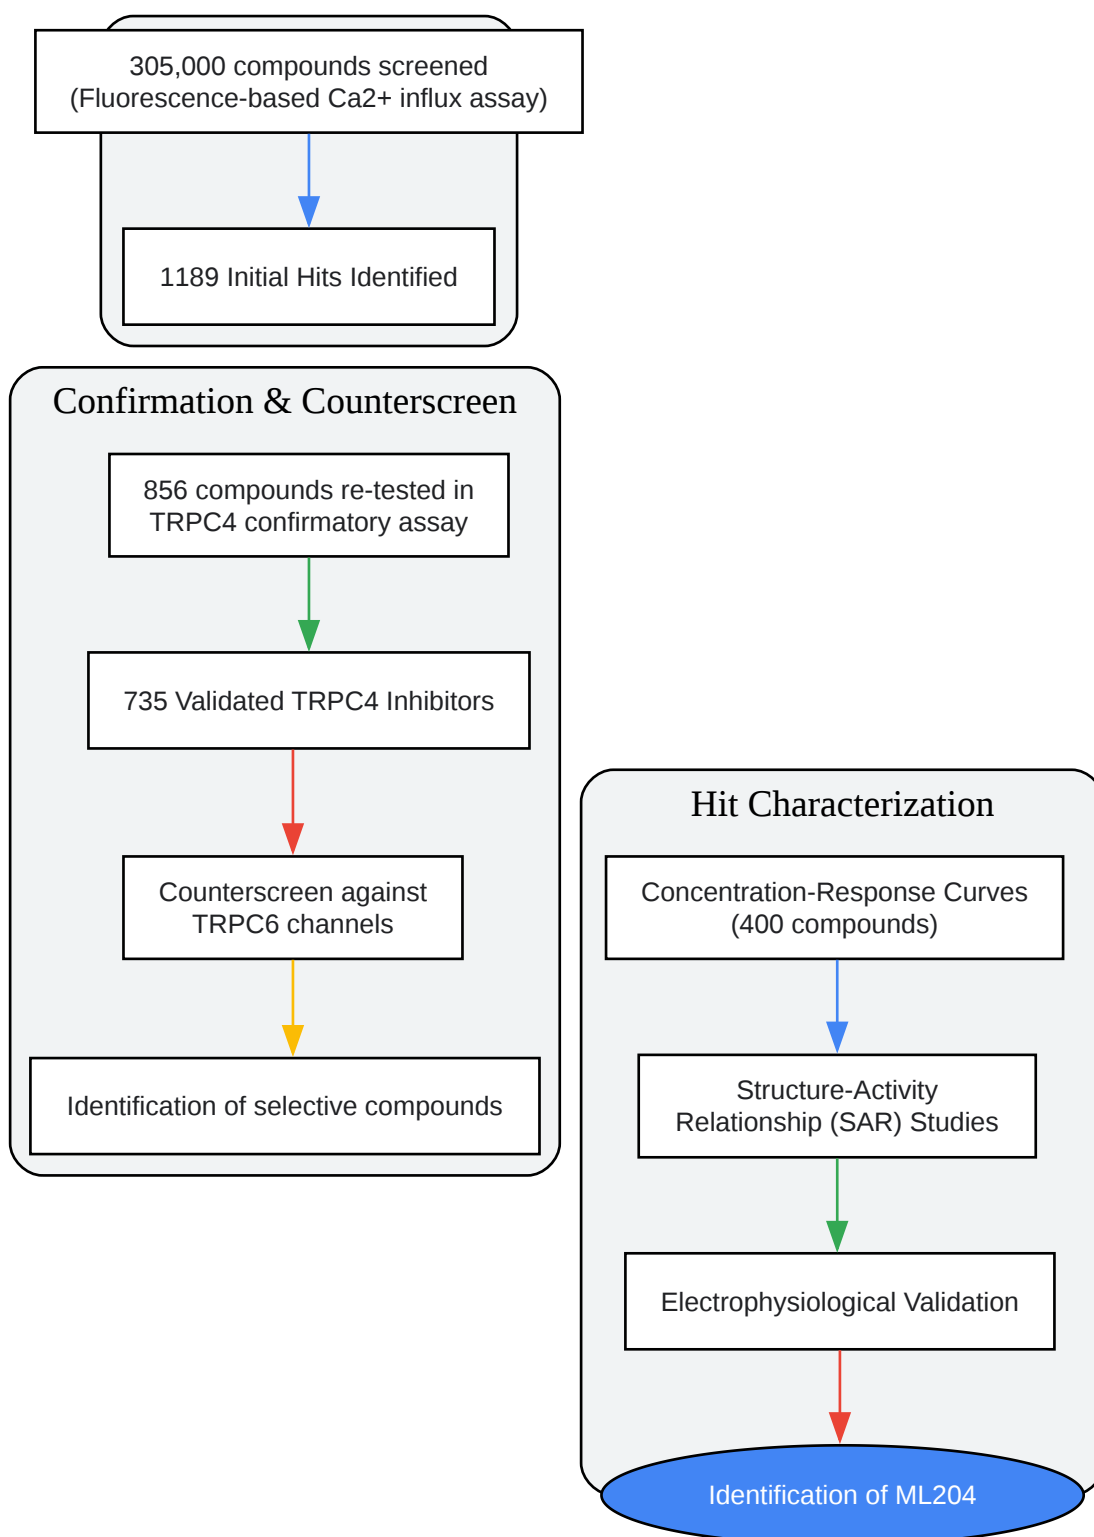 305,000 compounds screened
(Fluorescence-based Ca2+ influx assay)
1189 Initial Hits Identified
Confirmation & Counterscreen
856 compounds re-tested in
TRPC4 confirmatory assay
735 Validated TRPC4 Inhibitors
Counterscreen against
TRPC6 channels
Identification of selective compounds
Hit Characterization
Concentration-Response Curves
(400 compounds)
Structure-Activity
Relationship (SAR) Studies
Electrophysiological Validation
Identification of ML204